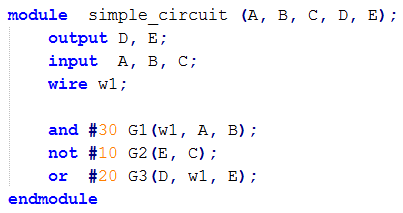 module  simple_circuit (A, B, C, D, E);
    output D, E;
    input  A, B, C;
    wire w1;

    and #30 G1(w1, A, B);
    not #10 G2(E, C);
    or  #20 G3(D, w1, E);
endmodule